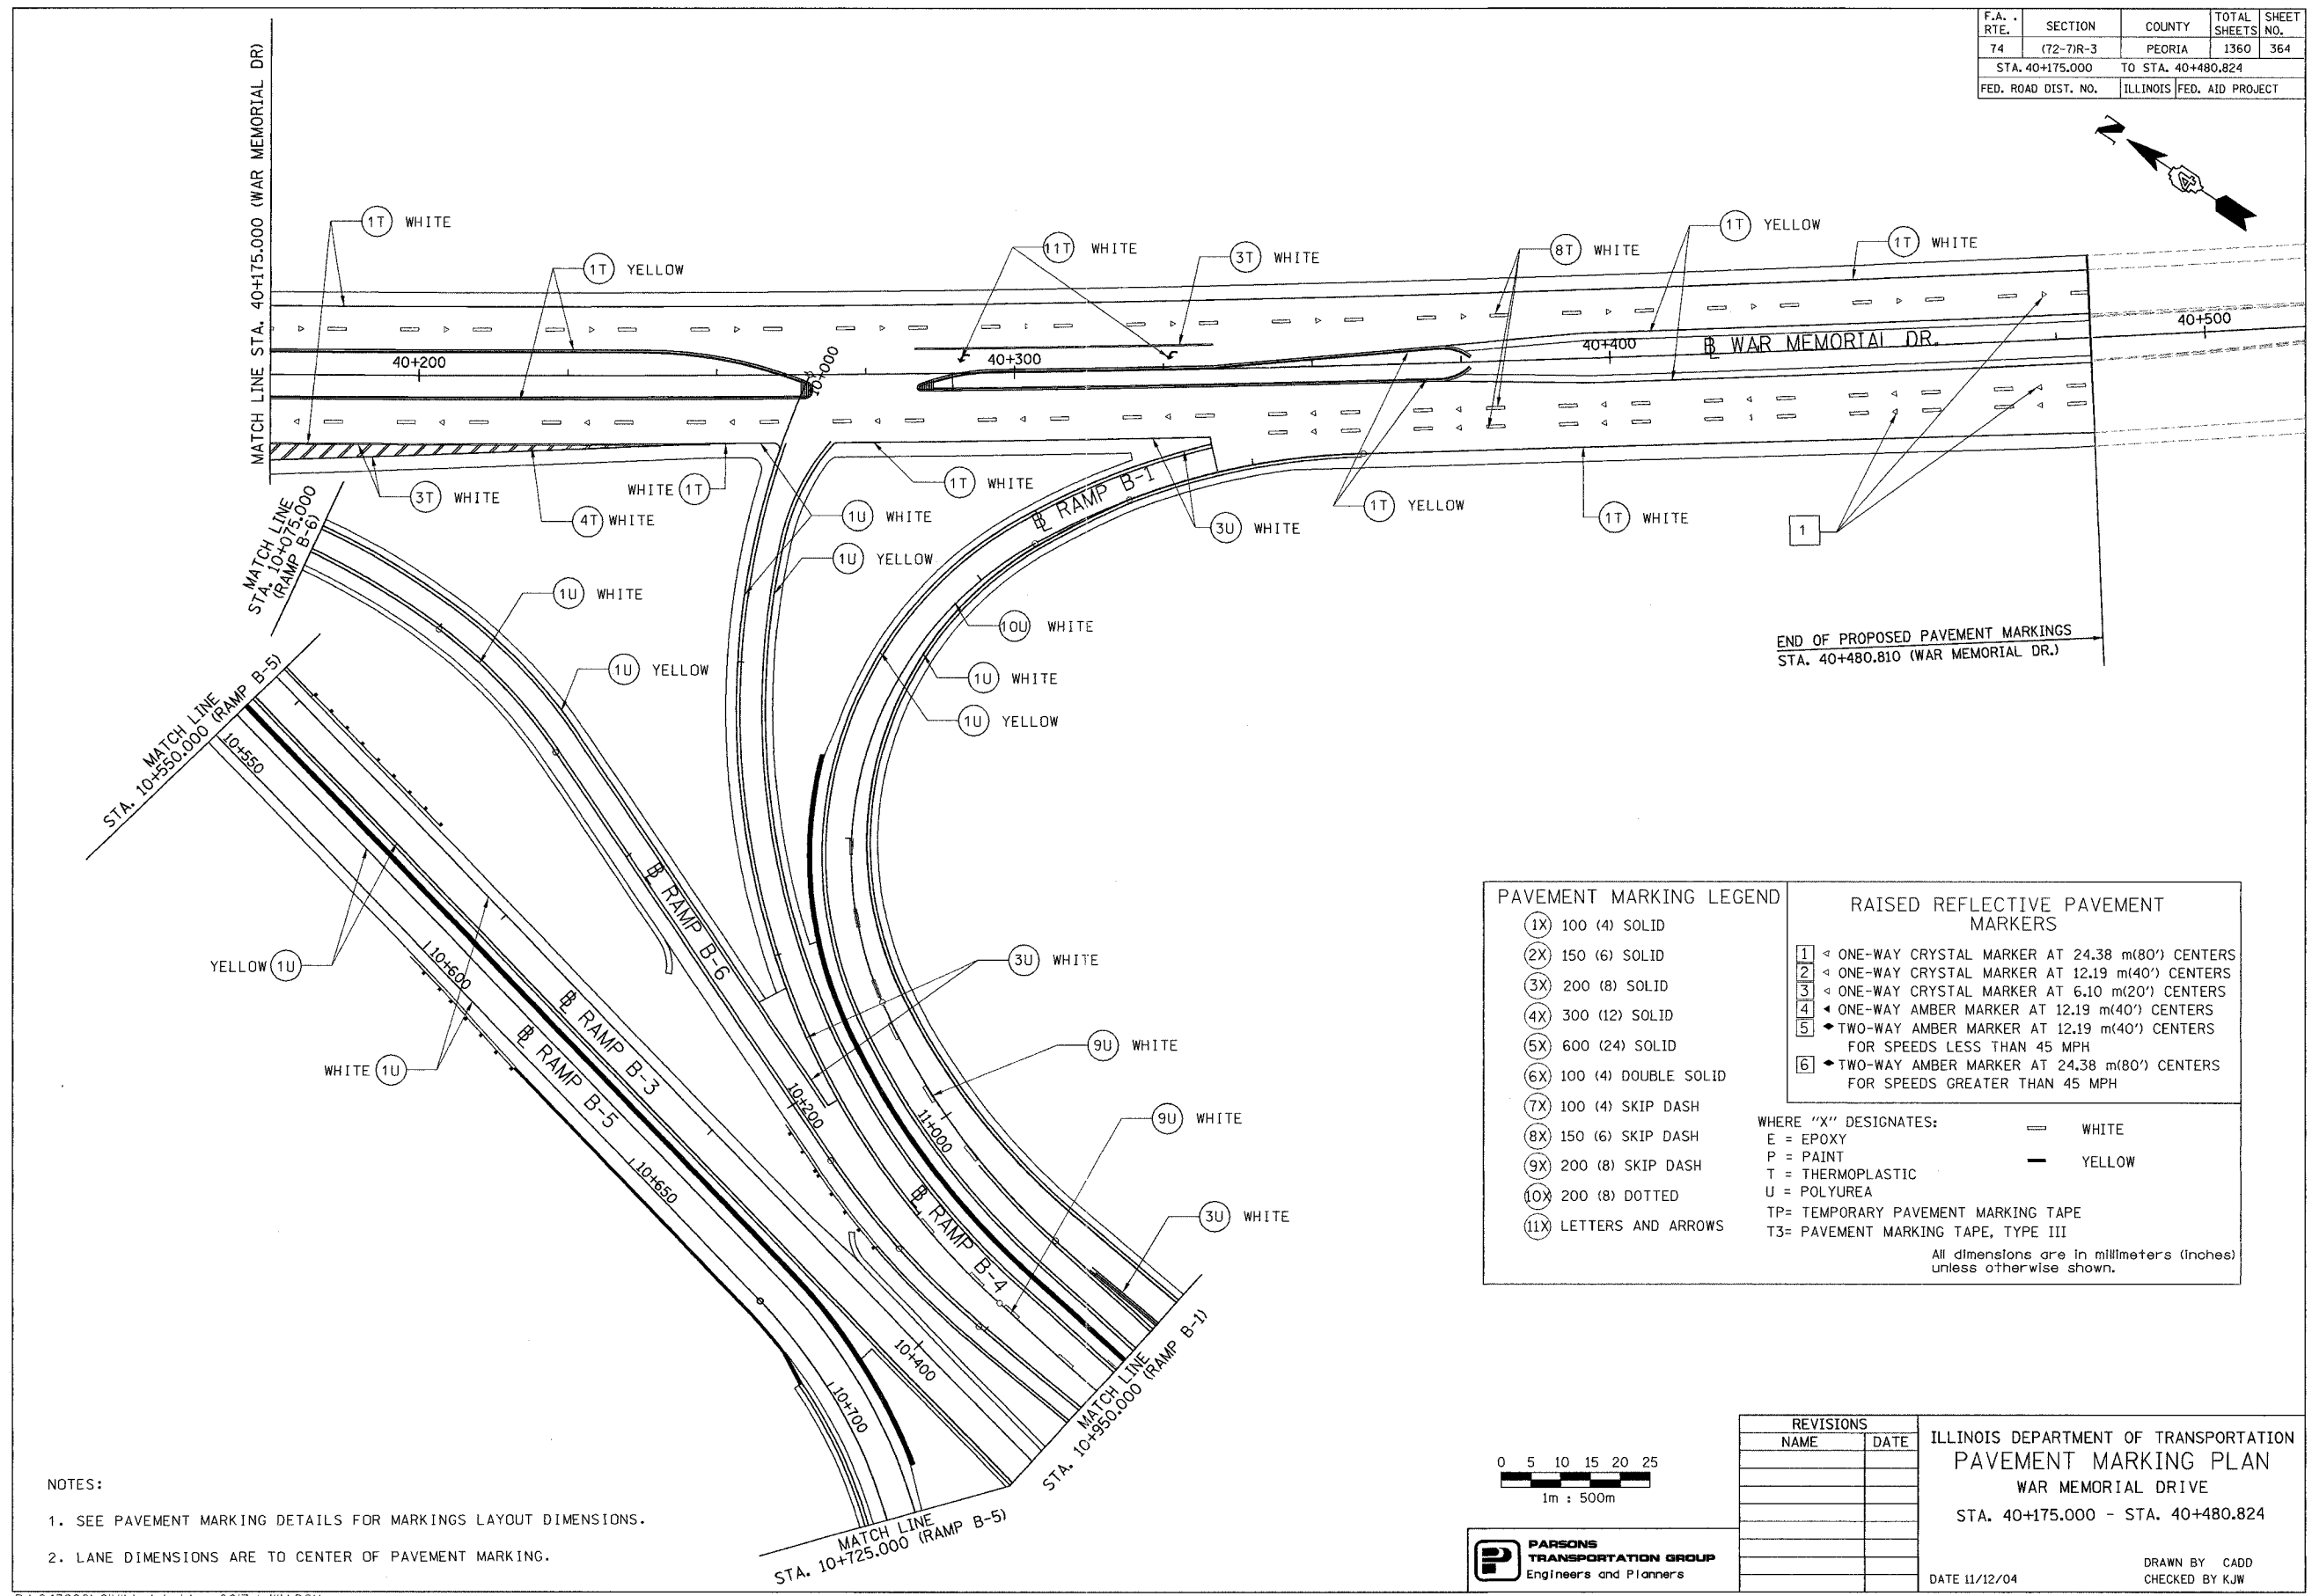 F.A. RTE. SECTION COUNTY TOTAL SHEETS SHEET NO.
74 (72-7)R-3 PEORIA 1360 364
STA. 40+175.000 TO STA. 40+480.824
FED. ROAD DIST. NO. ILLINOIS FED. AID PROJECT
N
4
MATCH LINE STA. 40+175.000 (WAR MEMORIAL DR)
1T WHITE
1T YELLOW
11T WHITE
3T WHITE
8T WHITE
1T YELLOW
1T WHITE
40+200
10+000
40+300
40+400
BL WAR MEMORIAL DR.
40+500
3T WHITE
4T WHITE
WHITE 1T
1U WHITE
1U YELLOW
1T WHITE
BL RAMP B-1
3U WHITE
1T YELLOW
1T WHITE
1
MATCH LINE
STA. 10+075.000
(RAMP B-6)
1U WHITE
1U YELLOW
10U WHITE
1U WHITE
1U YELLOW
END OF PROPOSED PAVEMENT MARKINGS
STA. 40+480.810 (WAR MEMORIAL DR.)
MATCH LINE
STA. 10+550.000 (RAMP B-5)
10+550
YELLOW 1U
10+600
WHITE 1U
BL RAMP B-6
BL RAMP B-3
BL RAMP B-5
3U WHITE
9U WHITE
10+200
11+000
9U WHITE
10+650
BL RAMP B-4
3U WHITE
10+400
10+700
MATCH LINE
STA. 10+950.000 (RAMP B-1)
MATCH LINE
STA. 10+725.000 (RAMP B-5)
PAVEMENT MARKING LEGEND
1X 100 (4) SOLID
2X 150 (6) SOLID
3X 200 (8) SOLID
4X 300 (12) SOLID
5X 600 (24) SOLID
6X 100 (4) DOUBLE SOLID
7X 100 (4) SKIP DASH
8X 150 (6) SKIP DASH
9X 200 (8) SKIP DASH
10X 200 (8) DOTTED
11X LETTERS AND ARROWS
RAISED REFLECTIVE PAVEMENT
MARKERS
1 ONE-WAY CRYSTAL MARKER AT 24.38 m(80') CENTERS
2 ONE-WAY CRYSTAL MARKER AT 12.19 m(40') CENTERS
3 ONE-WAY CRYSTAL MARKER AT 6.10 m(20') CENTERS
4 ONE-WAY AMBER MARKER AT 12.19 m(40') CENTERS
5 TWO-WAY AMBER MARKER AT 12.19 m(40') CENTERS
FOR SPEEDS LESS THAN 45 MPH
6 TWO-WAY AMBER MARKER AT 24.38 m(80') CENTERS
FOR SPEEDS GREATER THAN 45 MPH
WHERE "X" DESIGNATES:
E = EPOXY
P = PAINT
T = THERMOPLASTIC
U = POLYUREA
TP= TEMPORARY PAVEMENT MARKING TAPE
T3= PAVEMENT MARKING TAPE, TYPE III
WHITE
YELLOW
All dimensions are in millimeters (inches)
unless otherwise shown.
NOTES:
1. SEE PAVEMENT MARKING DETAILS FOR MARKINGS LAYOUT DIMENSIONS.
2. LANE DIMENSIONS ARE TO CENTER OF PAVEMENT MARKING.
0 5 10 15 20 25
1m : 500m
PARSONS
TRANSPORTATION GROUP
Engineers and Planners
REVISIONS
NAME DATE
ILLINOIS DEPARTMENT OF TRANSPORTATION
PAVEMENT MARKING PLAN
WAR MEMORIAL DRIVE
STA. 40+175.000 - STA. 40+480.824
DATE 11/12/04
DRAWN BY CADD
CHECKED BY KJW